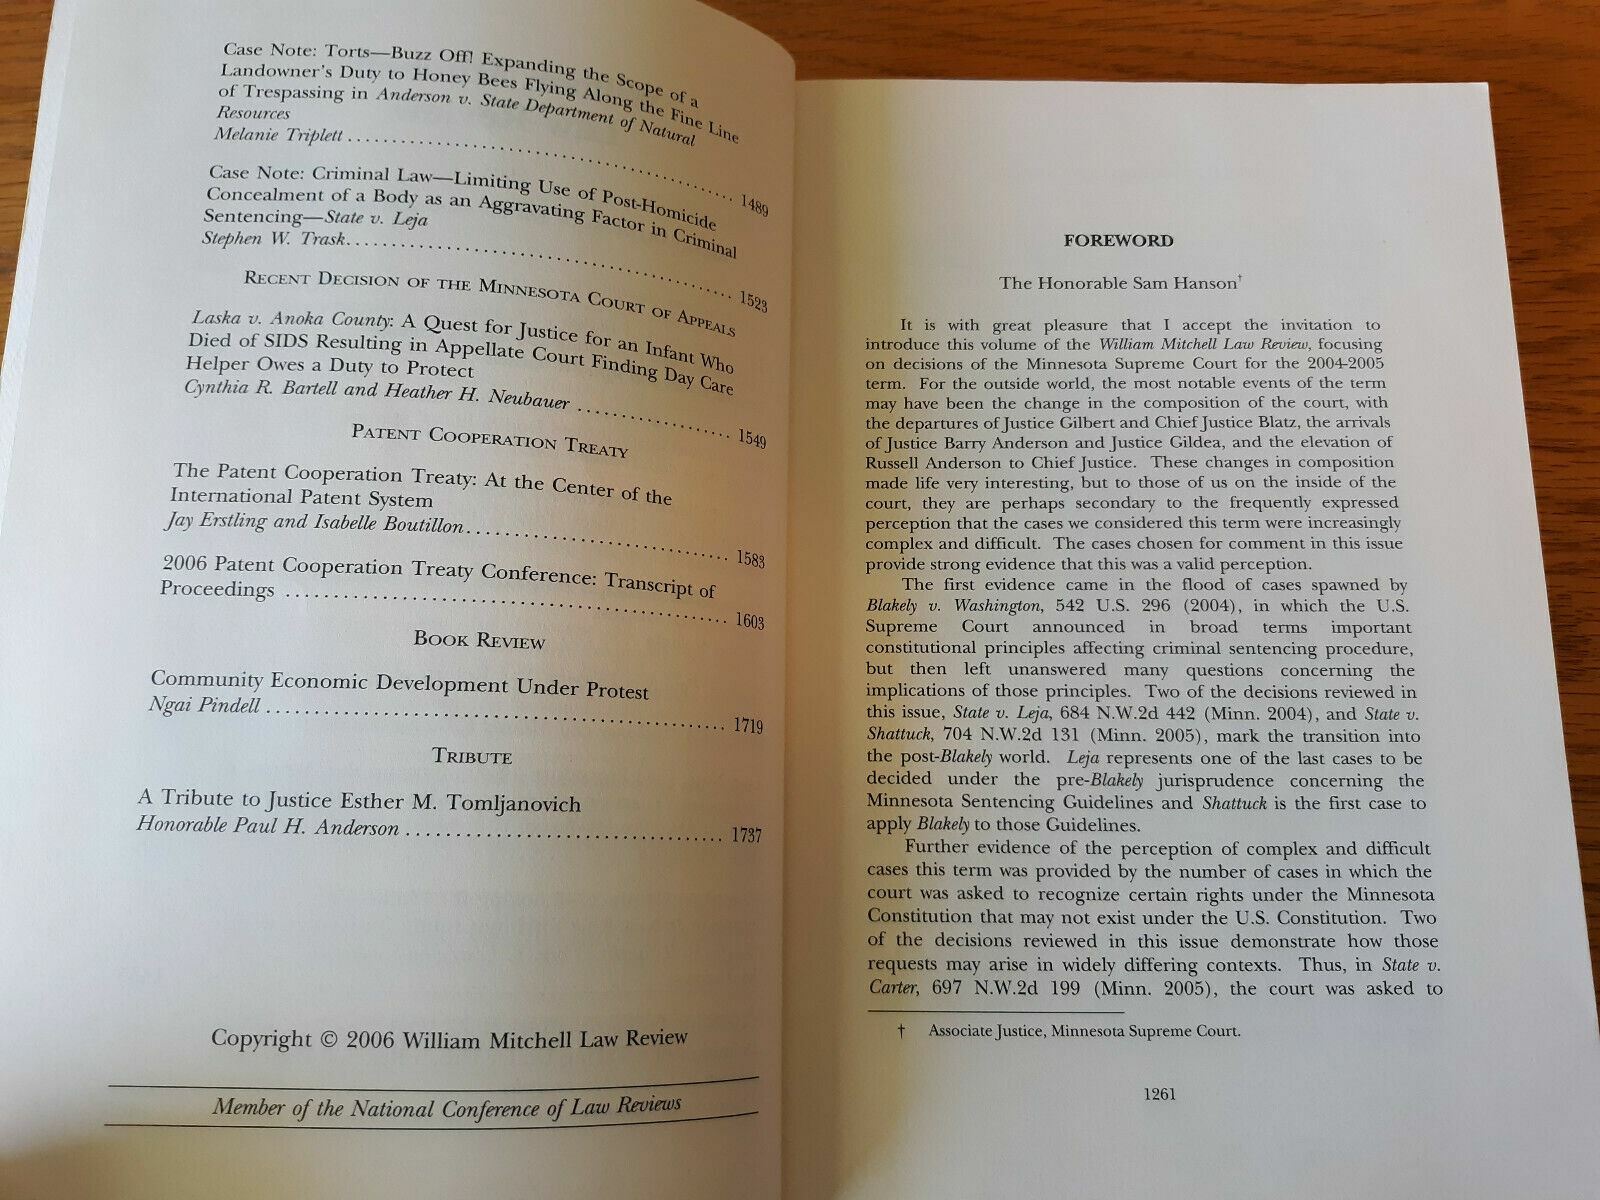 Case Note: Torts—Buzz Off! Expanding the Scope of a
Landowner's Duty to Honey Bees Flying Along the Fine Line
of Trespassing in Anderson v. State Department of Natural
Resources
Melanie Triplett ........................................ 1489
Case Note: Criminal Law—Limiting Use of Post-Homicide
Concealment of a Body as an Aggravating Factor in Criminal
Sentencing—State v. Leja
Stephen W. Trask........................................ 1523
RECENT DECISION OF THE MINNESOTA COURT OF APPEALS
Laska v. Anoka County: A Quest for Justice for an Infant Who
Died of SIDS Resulting in Appellate Court Finding Day Care
Helper Owes a Duty to Protect
Cynthia R. Bartell and Heather H. Neubauer .................. 1549
PATENT COOPERATION TREATY
The Patent Cooperation Treaty: At the Center of the
International Patent System
Jay Erstling and Isabelle Boutillon............................ 1583
2006 Patent Cooperation Treaty Conference: Transcript of
Proceedings ............................................... 1603
BOOK REVIEW
Community Economic Development Under Protest
Ngai Pindell ............................................... 1719
TRIBUTE
A Tribute to Justice Esther M. Tomljanovich
Honorable Paul H. Anderson ................................. 1737
Copyright © 2006 William Mitchell Law Review
Member of the National Conference of Law Reviews
FOREWORD
The Honorable Sam Hanson†
It is with great pleasure that I accept the invitation to
introduce this volume of the William Mitchell Law Review, focusing
on decisions of the Minnesota Supreme Court for the 2004-2005
term. For the outside world, the most notable events of the term
may have been the change in the composition of the court, with
the departures of Justice Gilbert and Chief Justice Blatz, the arrivals
of Justice Barry Anderson and Justice Gildea, and the elevation of
Russell Anderson to Chief Justice. These changes in composition
made life very interesting, but to those of us on the inside of the
court, they are perhaps secondary to the frequently expressed
perception that the cases we considered this term were increasingly
complex and difficult. The cases chosen for comment in this issue
provide strong evidence that this was a valid perception.
The first evidence came in the flood of cases spawned by
Blakely v. Washington, 542 U.S. 296 (2004), in which the U.S.
Supreme Court announced in broad terms important
constitutional principles affecting criminal sentencing procedure,
but then left unanswered many questions concerning the
implications of those principles. Two of the decisions reviewed in
this issue, State v. Leja, 684 N.W.2d 442 (Minn. 2004), and State v.
Shattuck, 704 N.W.2d 131 (Minn. 2005), mark the transition into
the post-Blakely world. Leja represents one of the last cases to be
decided under the pre-Blakely jurisprudence concerning the
Minnesota Sentencing Guidelines and Shattuck is the first case to
apply Blakely to those Guidelines.
Further evidence of the perception of complex and difficult
cases this term was provided by the number of cases in which the
court was asked to recognize certain rights under the Minnesota
Constitution that may not exist under the U.S. Constitution. Two
of the decisions reviewed in this issue demonstrate how those
requests may arise in widely differing contexts. Thus, in State v.
Carter, 697 N.W.2d 199 (Minn. 2005), the court was asked to
† Associate Justice, Minnesota Supreme Court.
1261